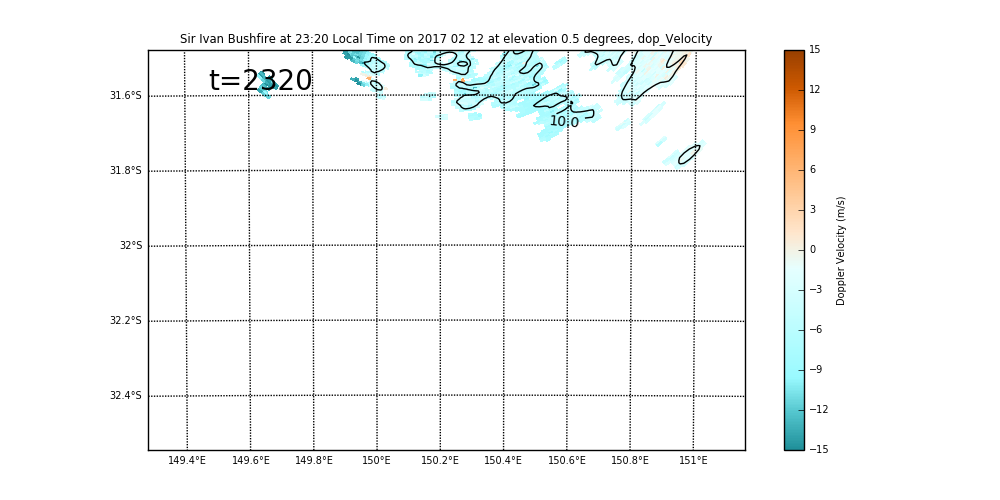 Sir Ivan Bushfire at 23:20 Local Time on 2017 02 12 at elevation 0.5 degrees, dop_Velocity
t=2320
10.0
31.6°S
31.8°S
32°S
32.2°S
32.4°S
149.4°E 149.6°E 149.8°E 150°E 150.2°E 150.4°E 150.6°E 150.8°E 151°E
15
12
9
6
3
0
−3
−6
−9
−12
−15
Doppler Velocity (m/s)